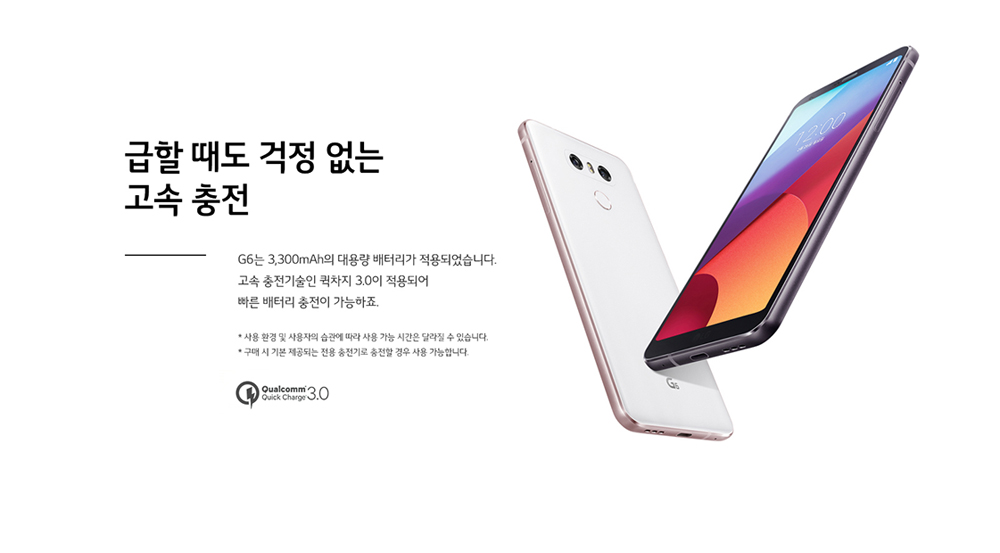 급할 때도 걱정 없는
고속 충전
G6는 3,300mAh의 대용량 배터리가 적용되었습니다.
고속 충전기술인 퀵차지 3.0이 적용되어
빠른 배터리 충전이 가능하죠.
* 사용 환경 및 사용자의 습관에 따라 사용 가능 시간은 달라질 수 있습니다.
* 구매 시 기본 제공되는 전용 충전기로 충전할 경우 사용 가능합니다.
Qualcomm
Quick Charge 3.0
12:00
G6